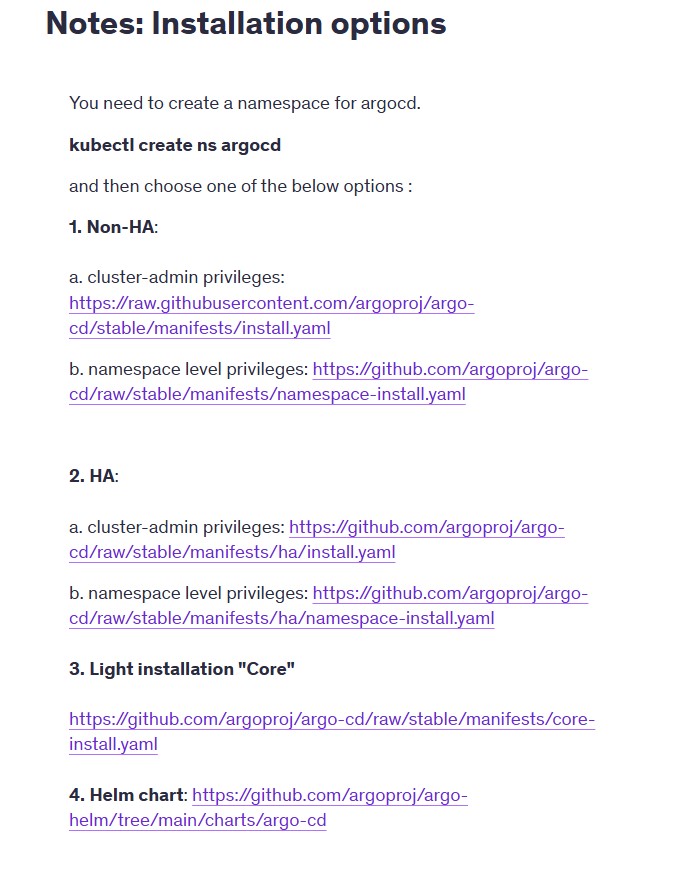 Notes: Installation options
You need to create a namespace for argocd.
kubectl create ns argocd
and then choose one of the below options :
1. Non-HA:
a. cluster-admin privileges:
https://raw.githubusercontent.com/argoproj/argo-
cd/stable/manifests/install.yaml
b. namespace level privileges: https://github.com/argoproj/argo-
cd/raw/stable/manifests/namespace-install.yaml
2. HA:
a. cluster-admin privileges: https://github.com/argoproj/argo-
cd/raw/stable/manifests/ha/install.yaml
b. namespace level privileges: https://github.com/argoproj/argo-
cd/raw/stable/manifests/ha/namespace-install.yaml
3. Light installation "Core"
https://github.com/argoproj/argo-cd/raw/stable/manifests/core-
install.yaml
4. Helm chart: https://github.com/argoproj/argo-
helm/tree/main/charts/argo-cd